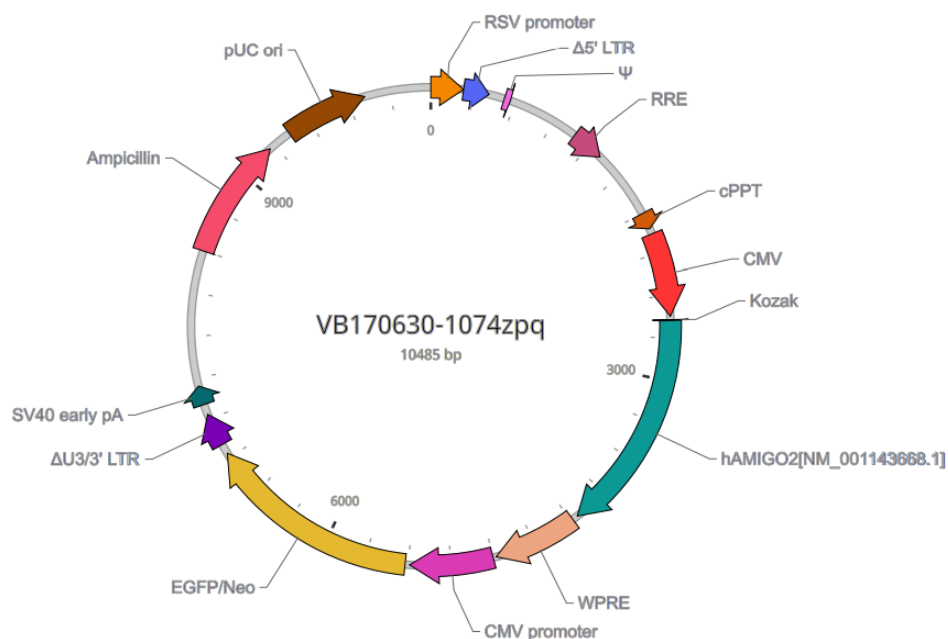 RSV promoter
Δ5' LTR
Ψ
RRE
cPPT
CMV
Kozak
hAMIGO2[NM_001143668.1]
WPRE
CMV promoter
EGFP/Neo
ΔU3/3' LTR
SV40 early pA
Ampicillin
pUC ori
0
3000
6000
9000
VB170630-1074zpq
10485 bp